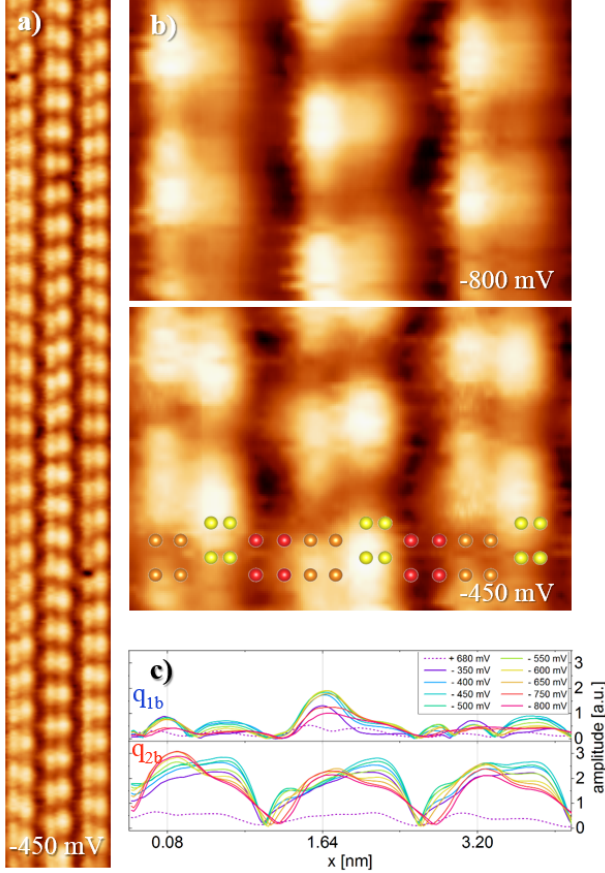 a)
-450 mV
b)
-800 mV
-450 mV
c)
q1b
q2b
+ 680 mV
- 350 mV
- 400 mV
- 450 mV
- 500 mV
- 550 mV
- 600 mV
- 650 mV
- 750 mV
- 800 mV
3
2
1
0
3
2
1
0
amplitude [a.u.]
0.08 1.64 3.20
x [nm]